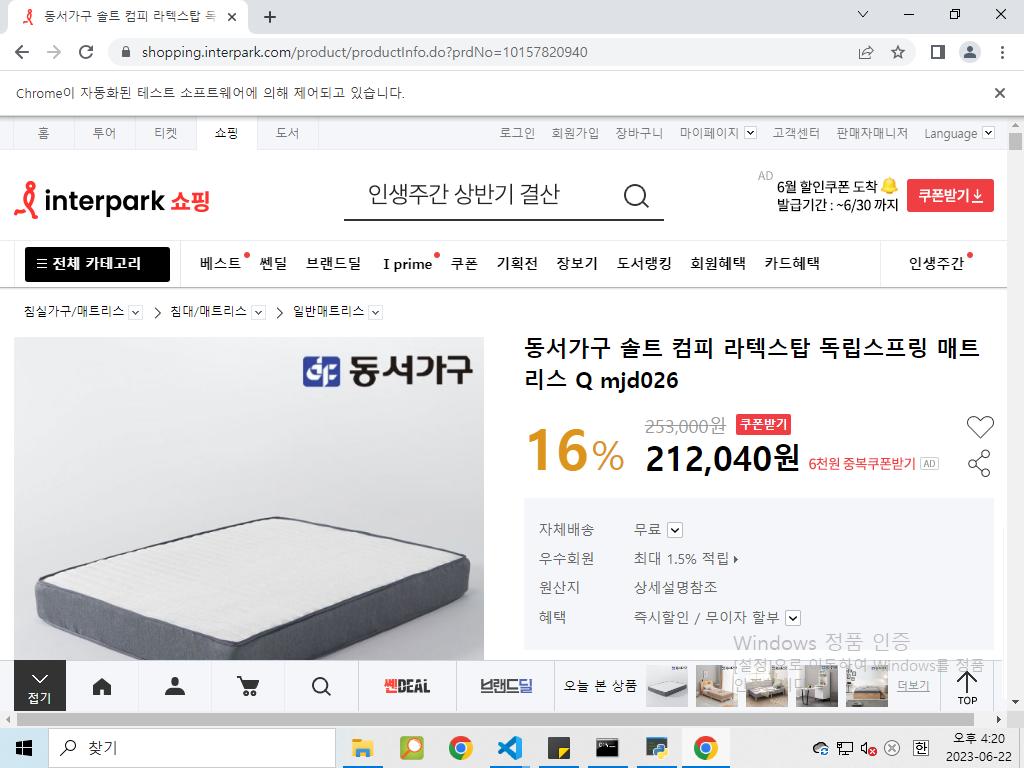 동서가구 솔트 컴피 라텍스탑 독
shopping.interpark.com/product/productInfo.do?prdNo=10157820940
Chrome이 자동화된 테스트 소프트웨어에 의해 제어되고 있습니다.
홈 투어 티켓 쇼핑 도서 로그인 회원가입 장바구니 마이페이지 고객센터 판매자매니저 Language
interpark 쇼핑
인생주간 상반기 결산
AD
6월 할인쿠폰 도착
발급기간 : ~6/30 까지
쿠폰받기
전체 카테고리 베스트 쎈딜 브랜드딜 I prime 쿠폰 기획전 장보기 도서랭킹 회원혜택 카드혜택 인생주간
침실가구/매트리스 침대/매트리스 일반매트리스
동서가구
동서가구 솔트 컴피 라텍스탑 독립스프링 매트
리스 Q mjd026
16%
253,000원 쿠폰받기
212,040원 6천원 중복쿠폰받기 AD
자체배송 무료
우수회원 최대 1.5% 적립
원산지 상세설명참조
혜택 즉시할인 / 무이자 할부
Windows 정품 인증
[설정]으로 이동하여 Windows를 정품
접기
쎈DEAL
브랜드딜
오늘 본 상품
더보기
TOP
찾기
한
오후 4:20
2023-06-22